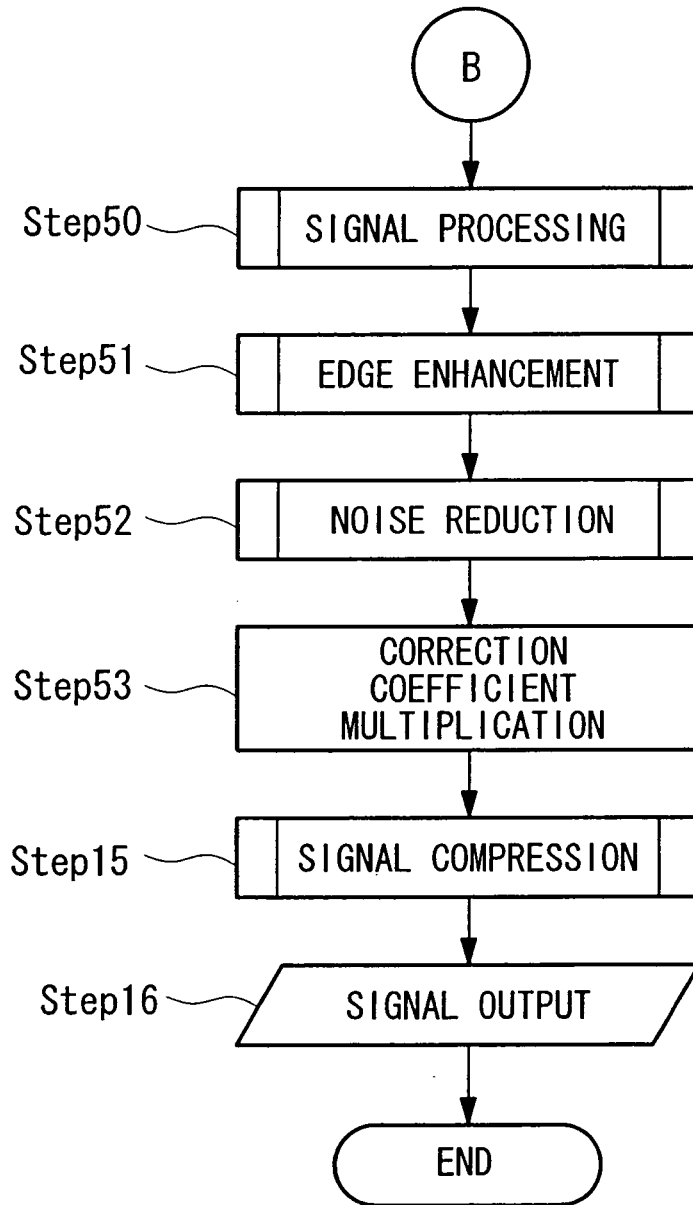 B
Step50
SIGNAL PROCESSING
Step51
EDGE ENHANCEMENT
Step52
NOISE REDUCTION
Step53
CORRECTION
COEFFICIENT
MULTIPLICATION
Step15
SIGNAL COMPRESSION
Step16
SIGNAL OUTPUT
END